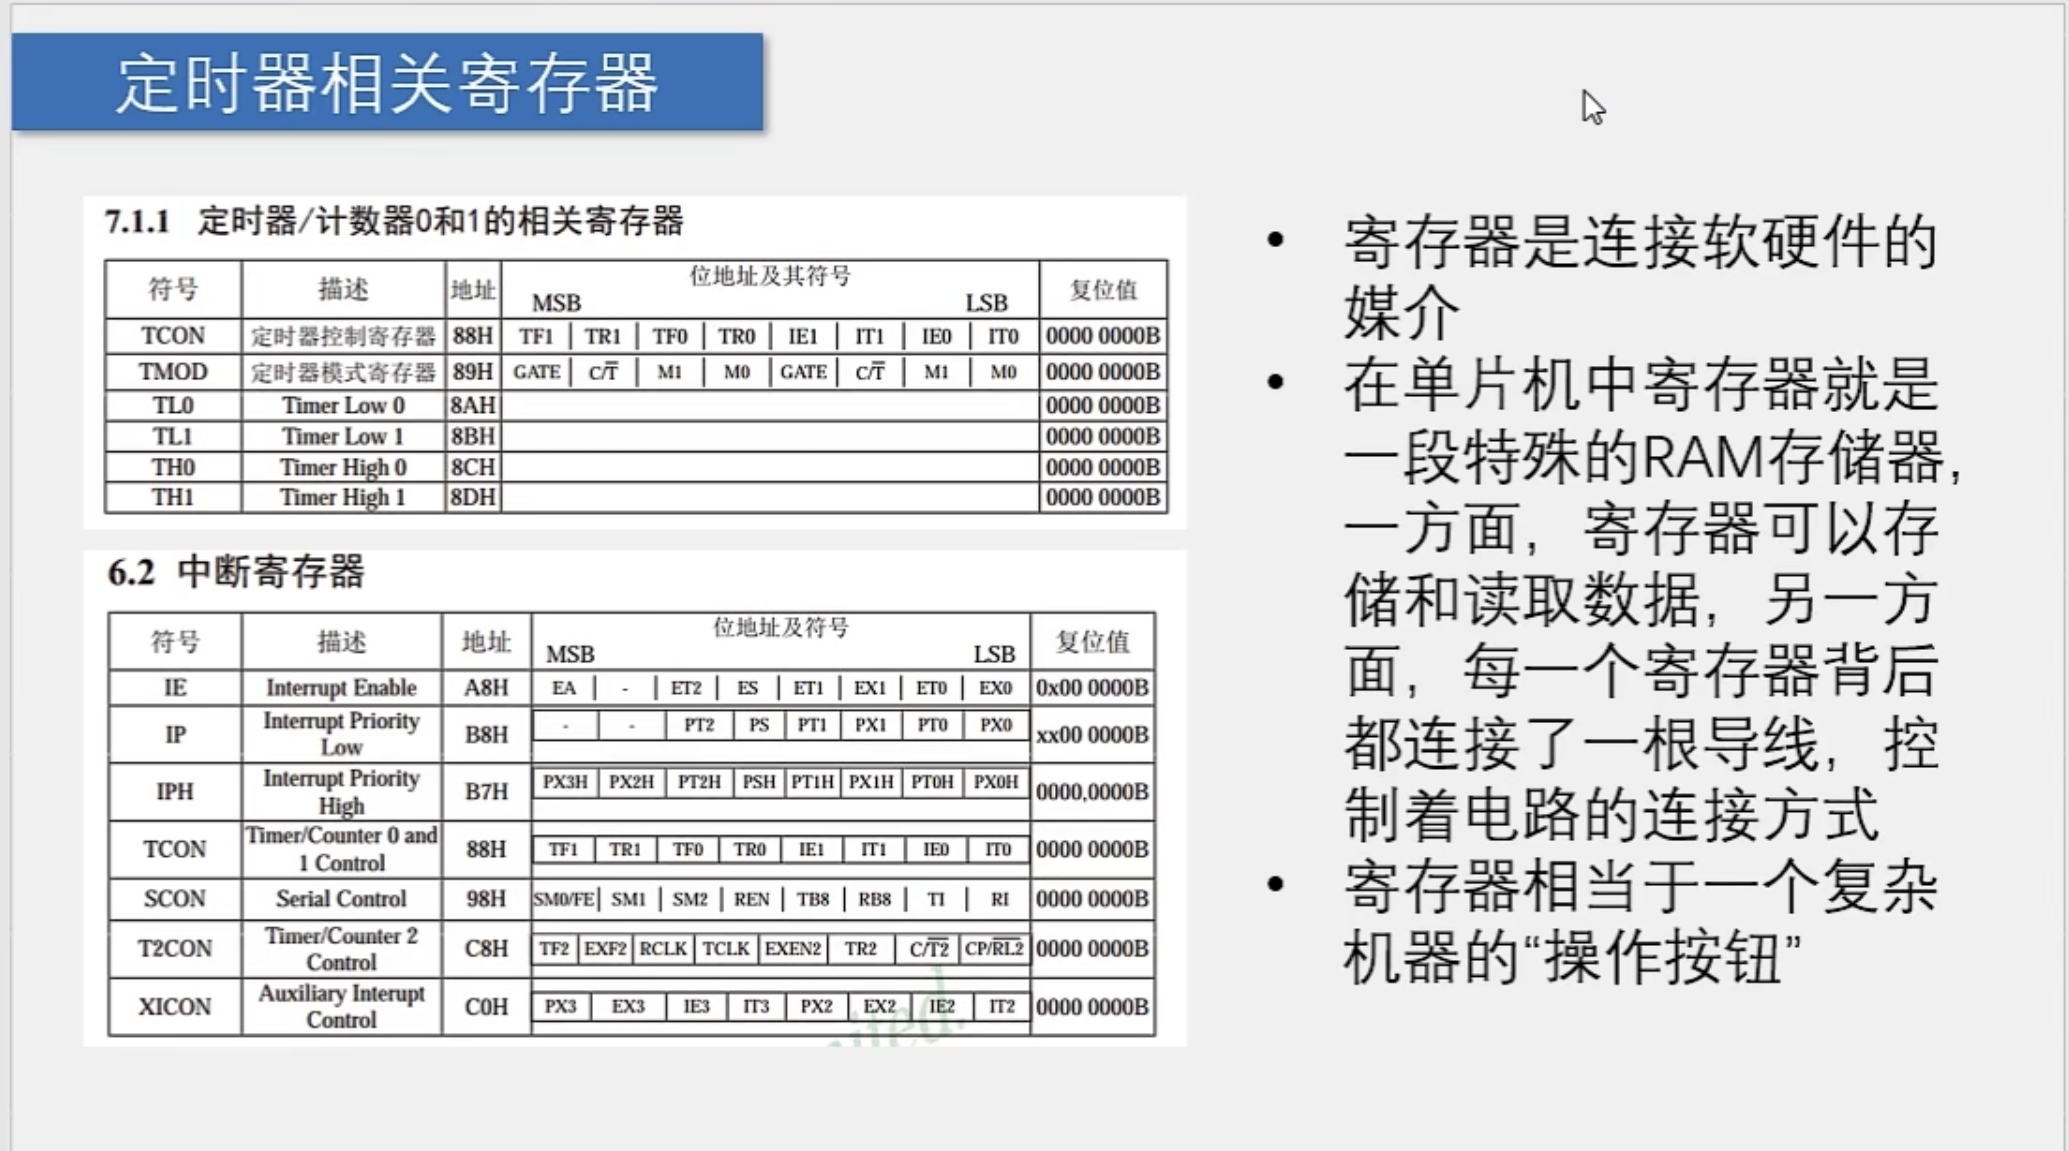 定时器相关寄存器
7.1.1 定时器/计数器0和1的相关寄存器
符号 描述 地址 位地址及其符号 MSB LSB 复位值
TCON 定时器控制寄存器 88H TF1 TR1 TF0 TR0 IE1 IT1 IE0 IT0 0000 0000B
TMOD 定时器模式寄存器 89H GATE C/T̅ M1 M0 GATE C/T̅ M1 M0 0000 0000B
TL0 Timer Low 0 8AH 0000 0000B
TL1 Timer Low 1 8BH 0000 0000B
TH0 Timer High 0 8CH 0000 0000B
TH1 Timer High 1 8DH 0000 0000B
6.2 中断寄存器
符号 描述 地址 位地址及符号 MSB LSB 复位值
IE Interrupt Enable A8H EA - ET2 ES ET1 EX1 ET0 EX0 0x00 0000B
IP Interrupt Priority Low B8H - - PT2 PS PT1 PX1 PT0 PX0 xx00 0000B
IPH Interrupt Priority High B7H PX3H PX2H PT2H PSH PT1H PX1H PT0H PX0H 0000,0000B
TCON Timer/Counter 0 and 1 Control 88H TF1 TR1 TF0 TR0 IE1 IT1 IE0 IT0 0000 0000B
SCON Serial Control 98H SM0/FE SM1 SM2 REN TB8 RB8 TI RI 0000 0000B
T2CON Timer/Counter 2 Control C8H TF2 EXF2 RCLK TCLK EXEN2 TR2 C/T̅2̅ CP/R̅L̅2̅ 0000 0000B
XICON Auxiliary Interupt Control C0H PX3 EX3 IE3 IT3 PX2 EX2 IE2 IT2 0000 0000B
• 寄存器是连接软硬件的
媒介
• 在单片机中寄存器就是
一段特殊的RAM存储器，
一方面，寄存器可以存
储和读取数据，另一方
面，每一个寄存器背后
都连接了一根导线，控
制着电路的连接方式
• 寄存器相当于一个复杂
机器的“操作按钮”